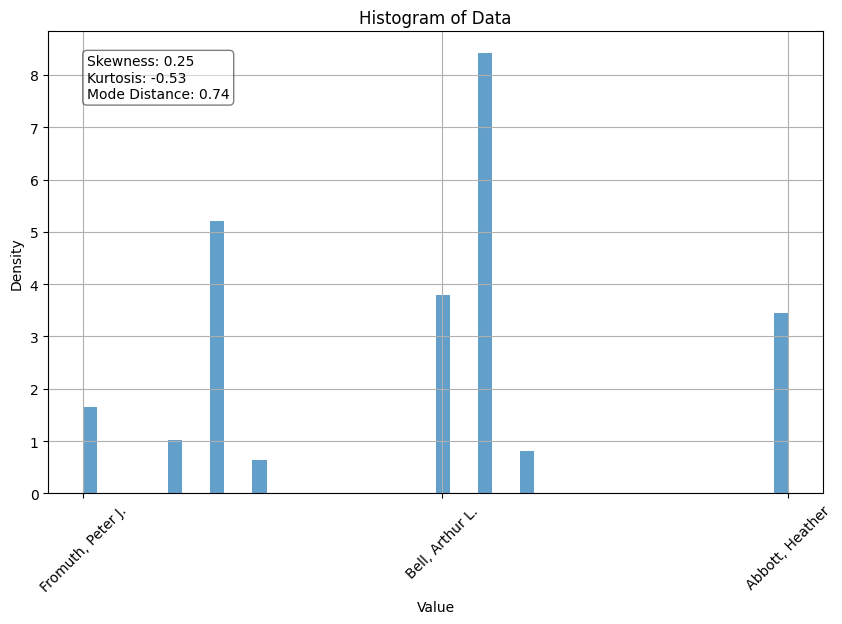 Histogram of Data
Skewness: 0.25
Kurtosis: -0.53
Mode Distance: 0.74
Density
8
7
6
5
4
3
2
1
0
Fromuth, Peter J.
Bell, Arthur L.
Abbott, Heather
Value